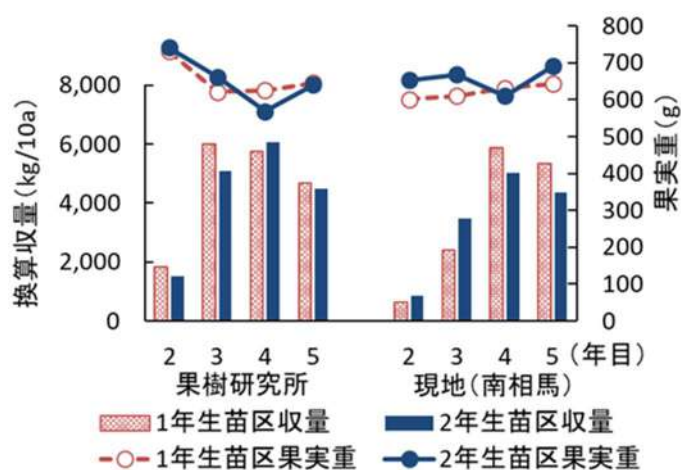 換算収量(kg/10a)
8,000
6,000
4,000
2,000
0
800
700
600
500
400
300
200
100
0
果実重(g)
2 3 4 5 2 3 4 5 (年目)
果樹研究所 現地(南相馬)
1年生苗区収量 2年生苗区収量
1年生苗区果実重 2年生苗区果実重